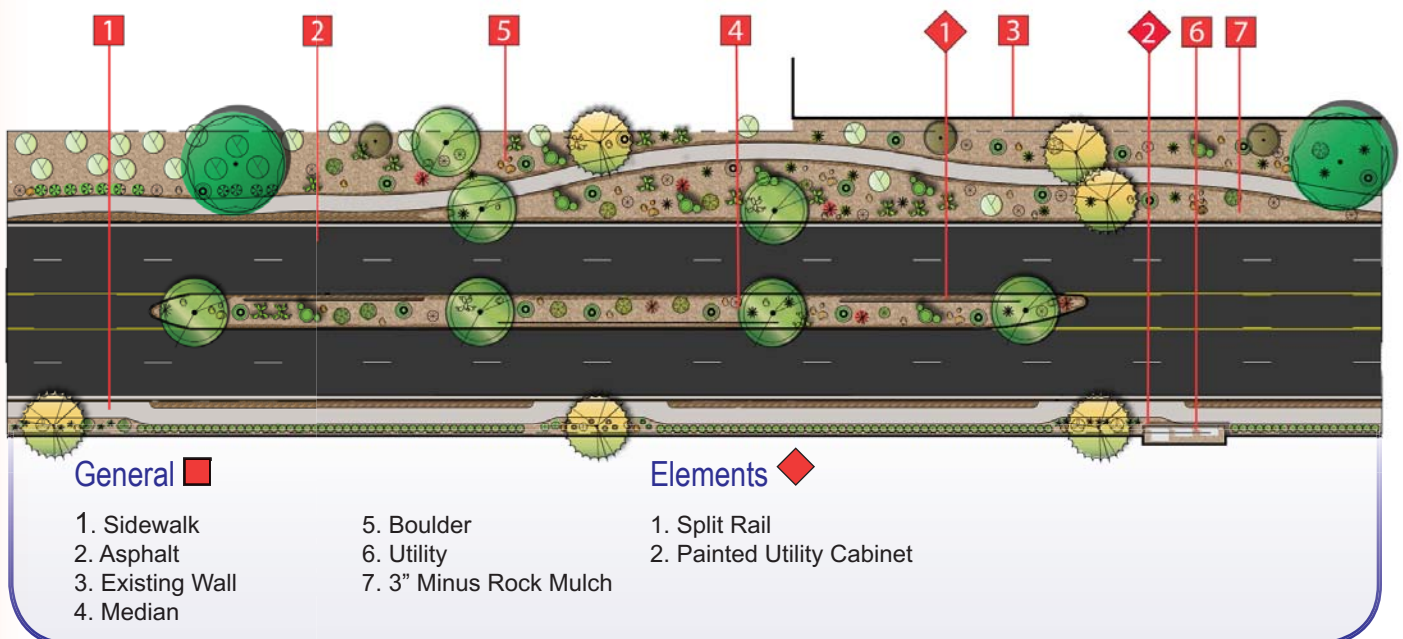 1 2 5 4 1 3 2 6 7
General Elements
1. Sidewalk
2. Asphalt
3. Existing Wall
4. Median
5. Boulder
6. Utility
7. 3” Minus Rock Mulch
1. Split Rail
2. Painted Utility Cabinet